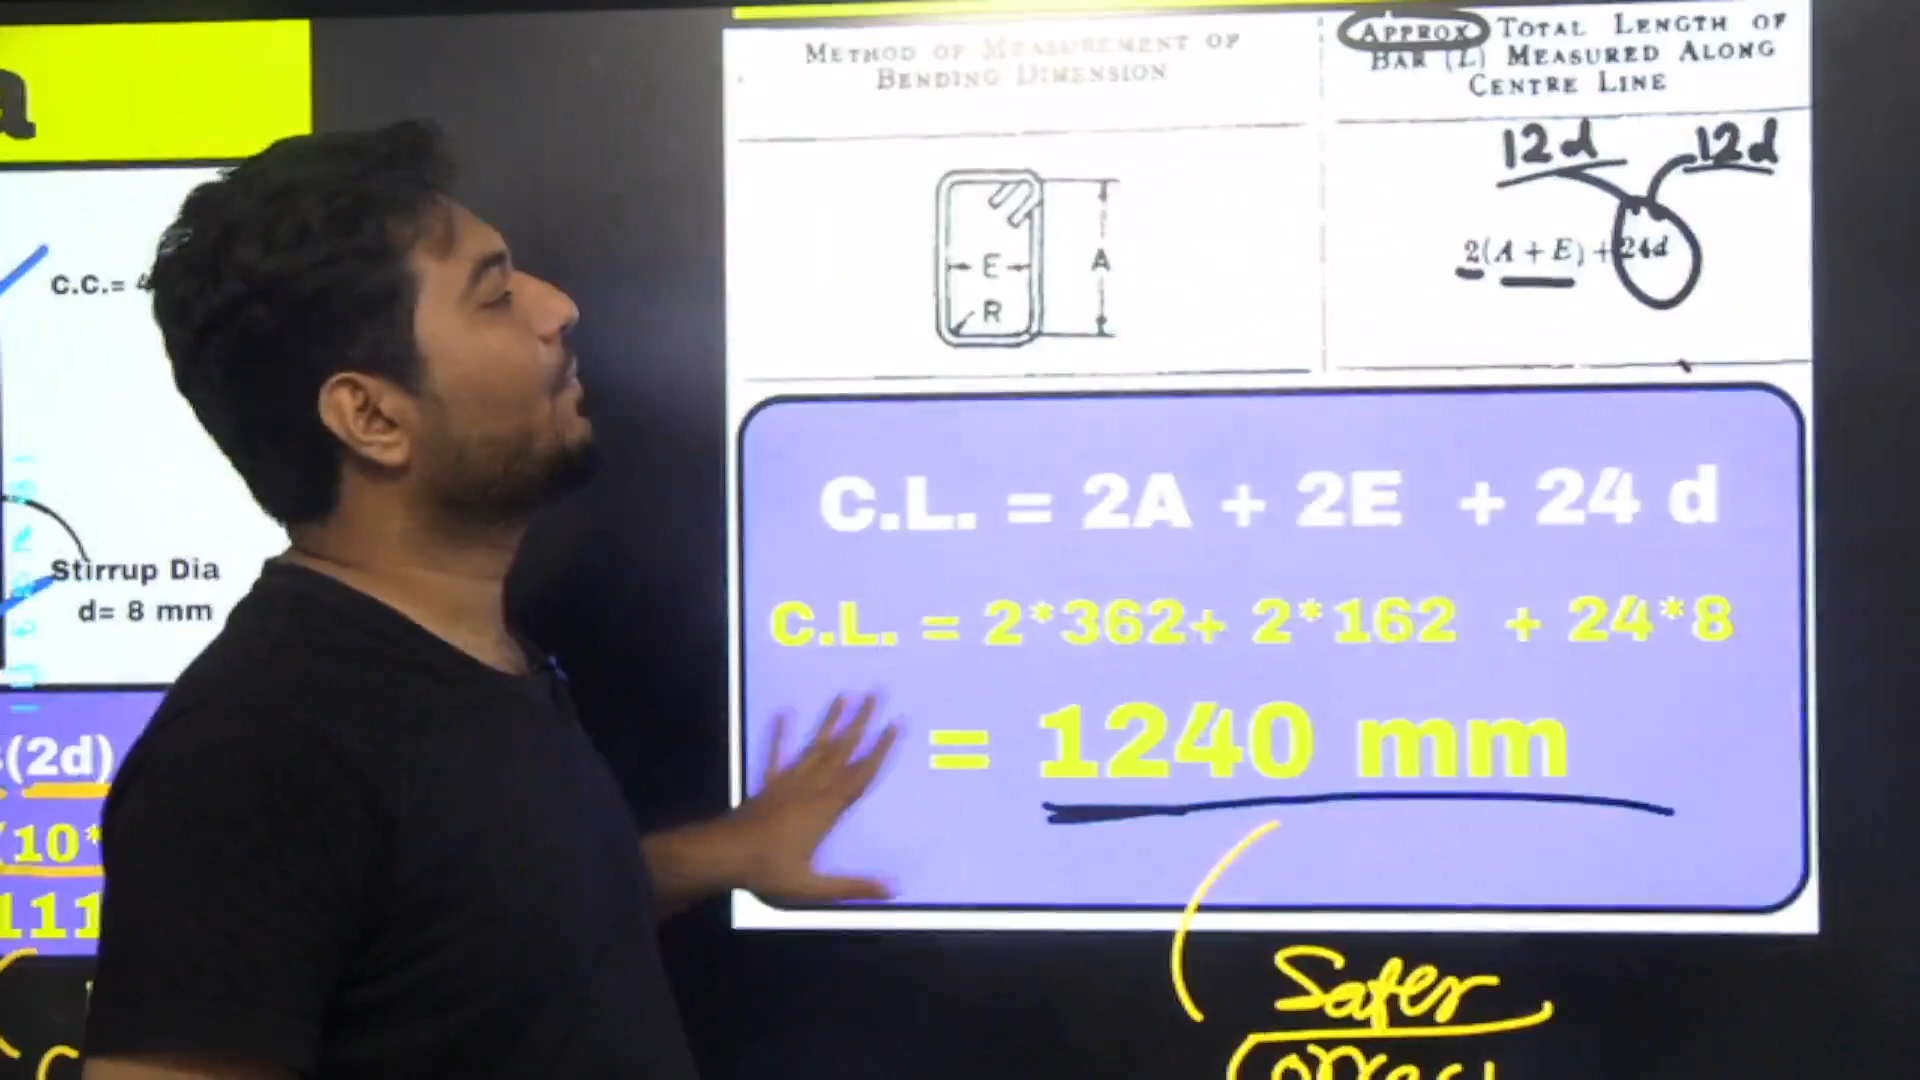 a
C.C.= 4
Stirrup Dia
d= 8 mm
(2d)
(10*
111
METHOD OF MEASUREMENT OF
BENDING DIMENSION
APPROX TOTAL LENGTH OF
BAR (L) MEASURED ALONG
CENTRE LINE
12d 12d
E
A
R
2(A + E) + 24d
C.L. = 2A + 2E + 24 d
C.L. = 2*362+ 2*162 + 24*8
= 1240 mm
Safer